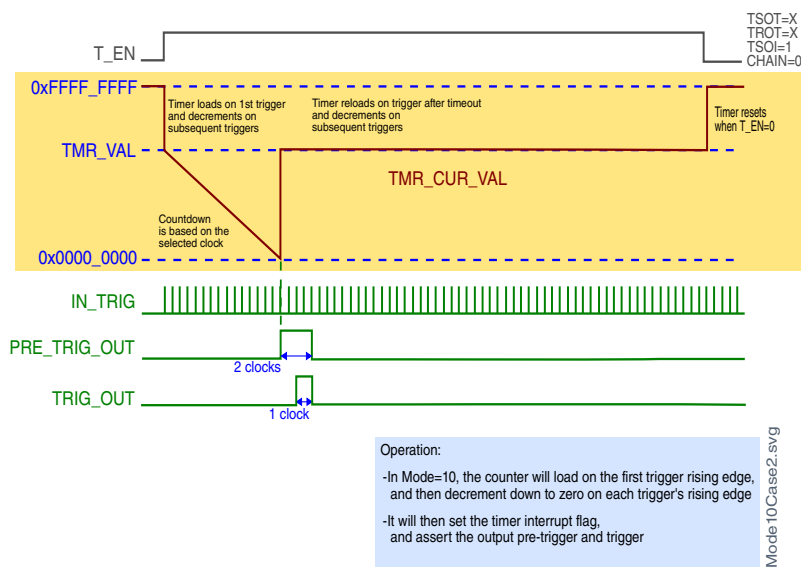 TSOT=X
TROT=X
TSOI=1
CHAIN=0
T_EN
0xFFFF_FFFF
Timer loads on 1st trigger
and decrements on
subsequent triggers
Timer reloads on trigger after timeout
and decrements on
subsequent triggers
Timer resets
when T_EN=0
TMR_VAL
TMR_CUR_VAL
Countdown
is based on the
selected clock
0x0000_0000
IN_TRIG
PRE_TRIG_OUT
2 clocks
TRIG_OUT
1 clock
Operation:
-In Mode=10, the counter will load on the first trigger rising edge,
and then decrement down to zero on each trigger's rising edge
-It will then set the timer interrupt flag,
and assert the output pre-trigger and trigger
Mode10Case2.svg